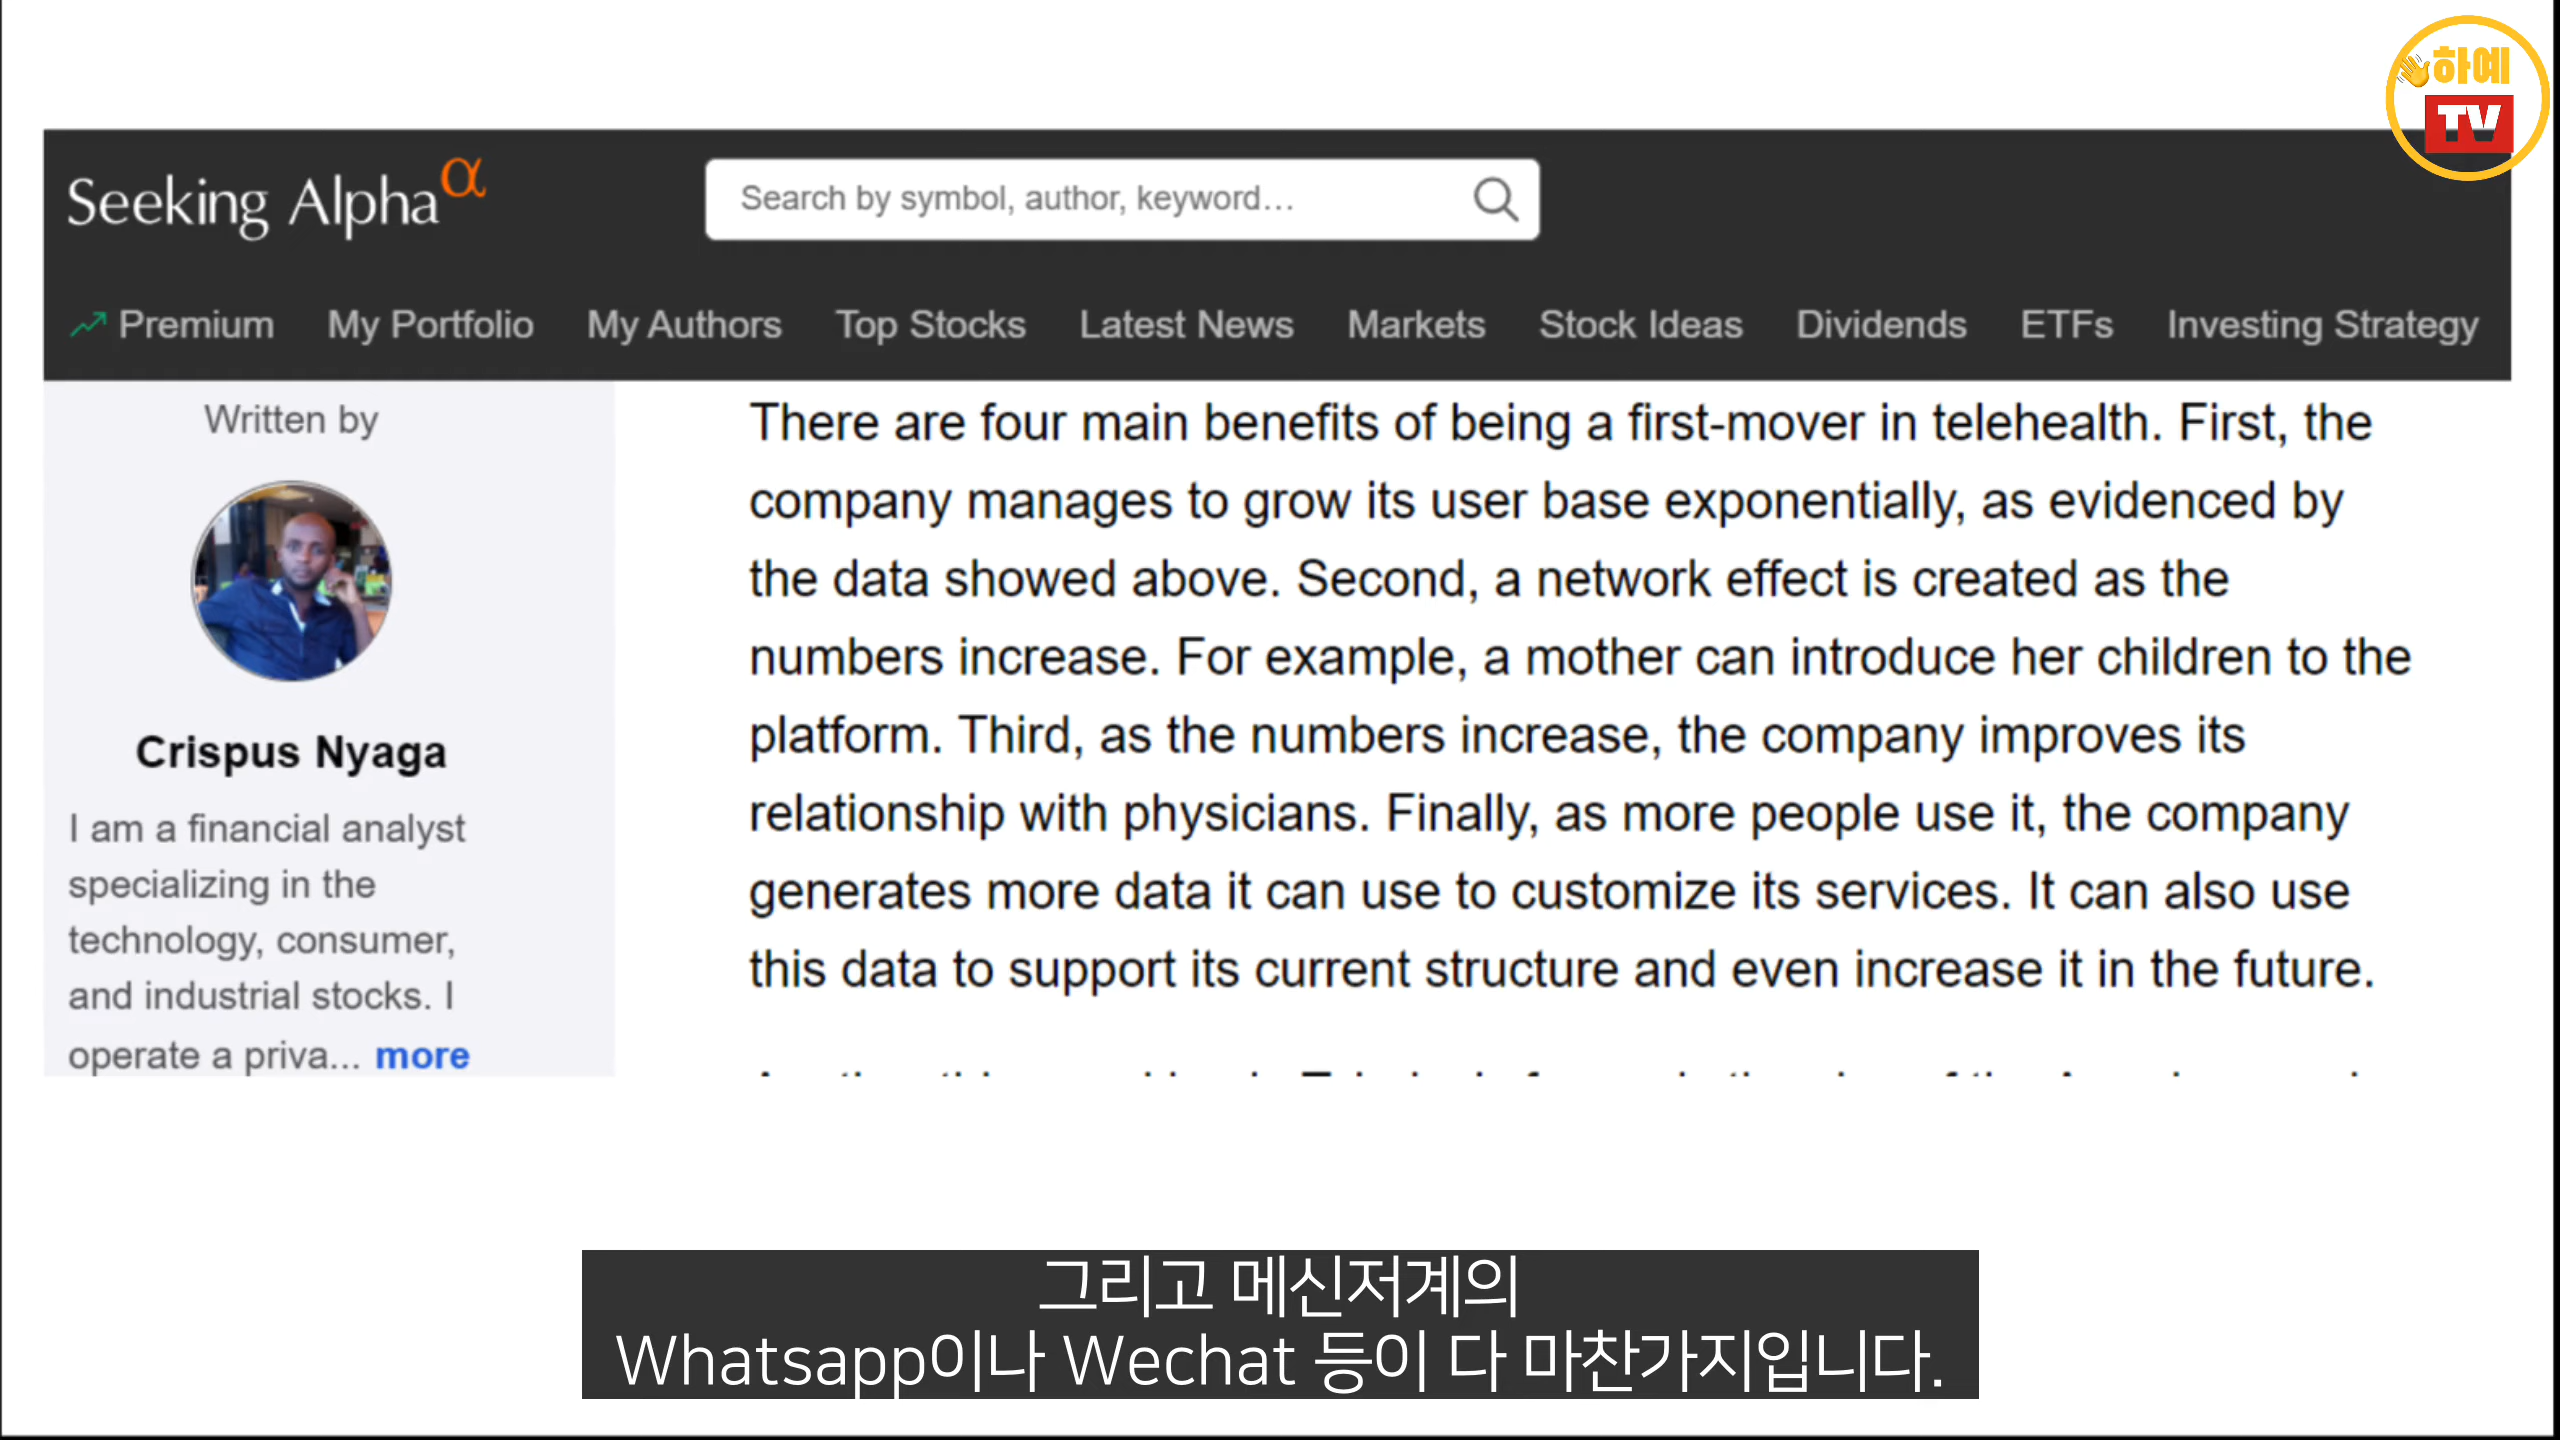 하예
TV
Seeking Alpha α
Search by symbol, author, keyword...
Premium My Portfolio My Authors Top Stocks Latest News Markets Stock Ideas Dividends ETFs Investing Strategy
Written by
Crispus Nyaga
I am a financial analyst
specializing in the
technology, consumer,
and industrial stocks. I
operate a priva... more
There are four main benefits of being a first-mover in telehealth. First, the
company manages to grow its user base exponentially, as evidenced by
the data showed above. Second, a network effect is created as the
numbers increase. For example, a mother can introduce her children to the
platform. Third, as the numbers increase, the company improves its
relationship with physicians. Finally, as more people use it, the company
generates more data it can use to customize its services. It can also use
this data to support its current structure and even increase it in the future.
그리고 메신저계의
Whatsapp이나 Wechat 등이 다 마찬가지입니다.